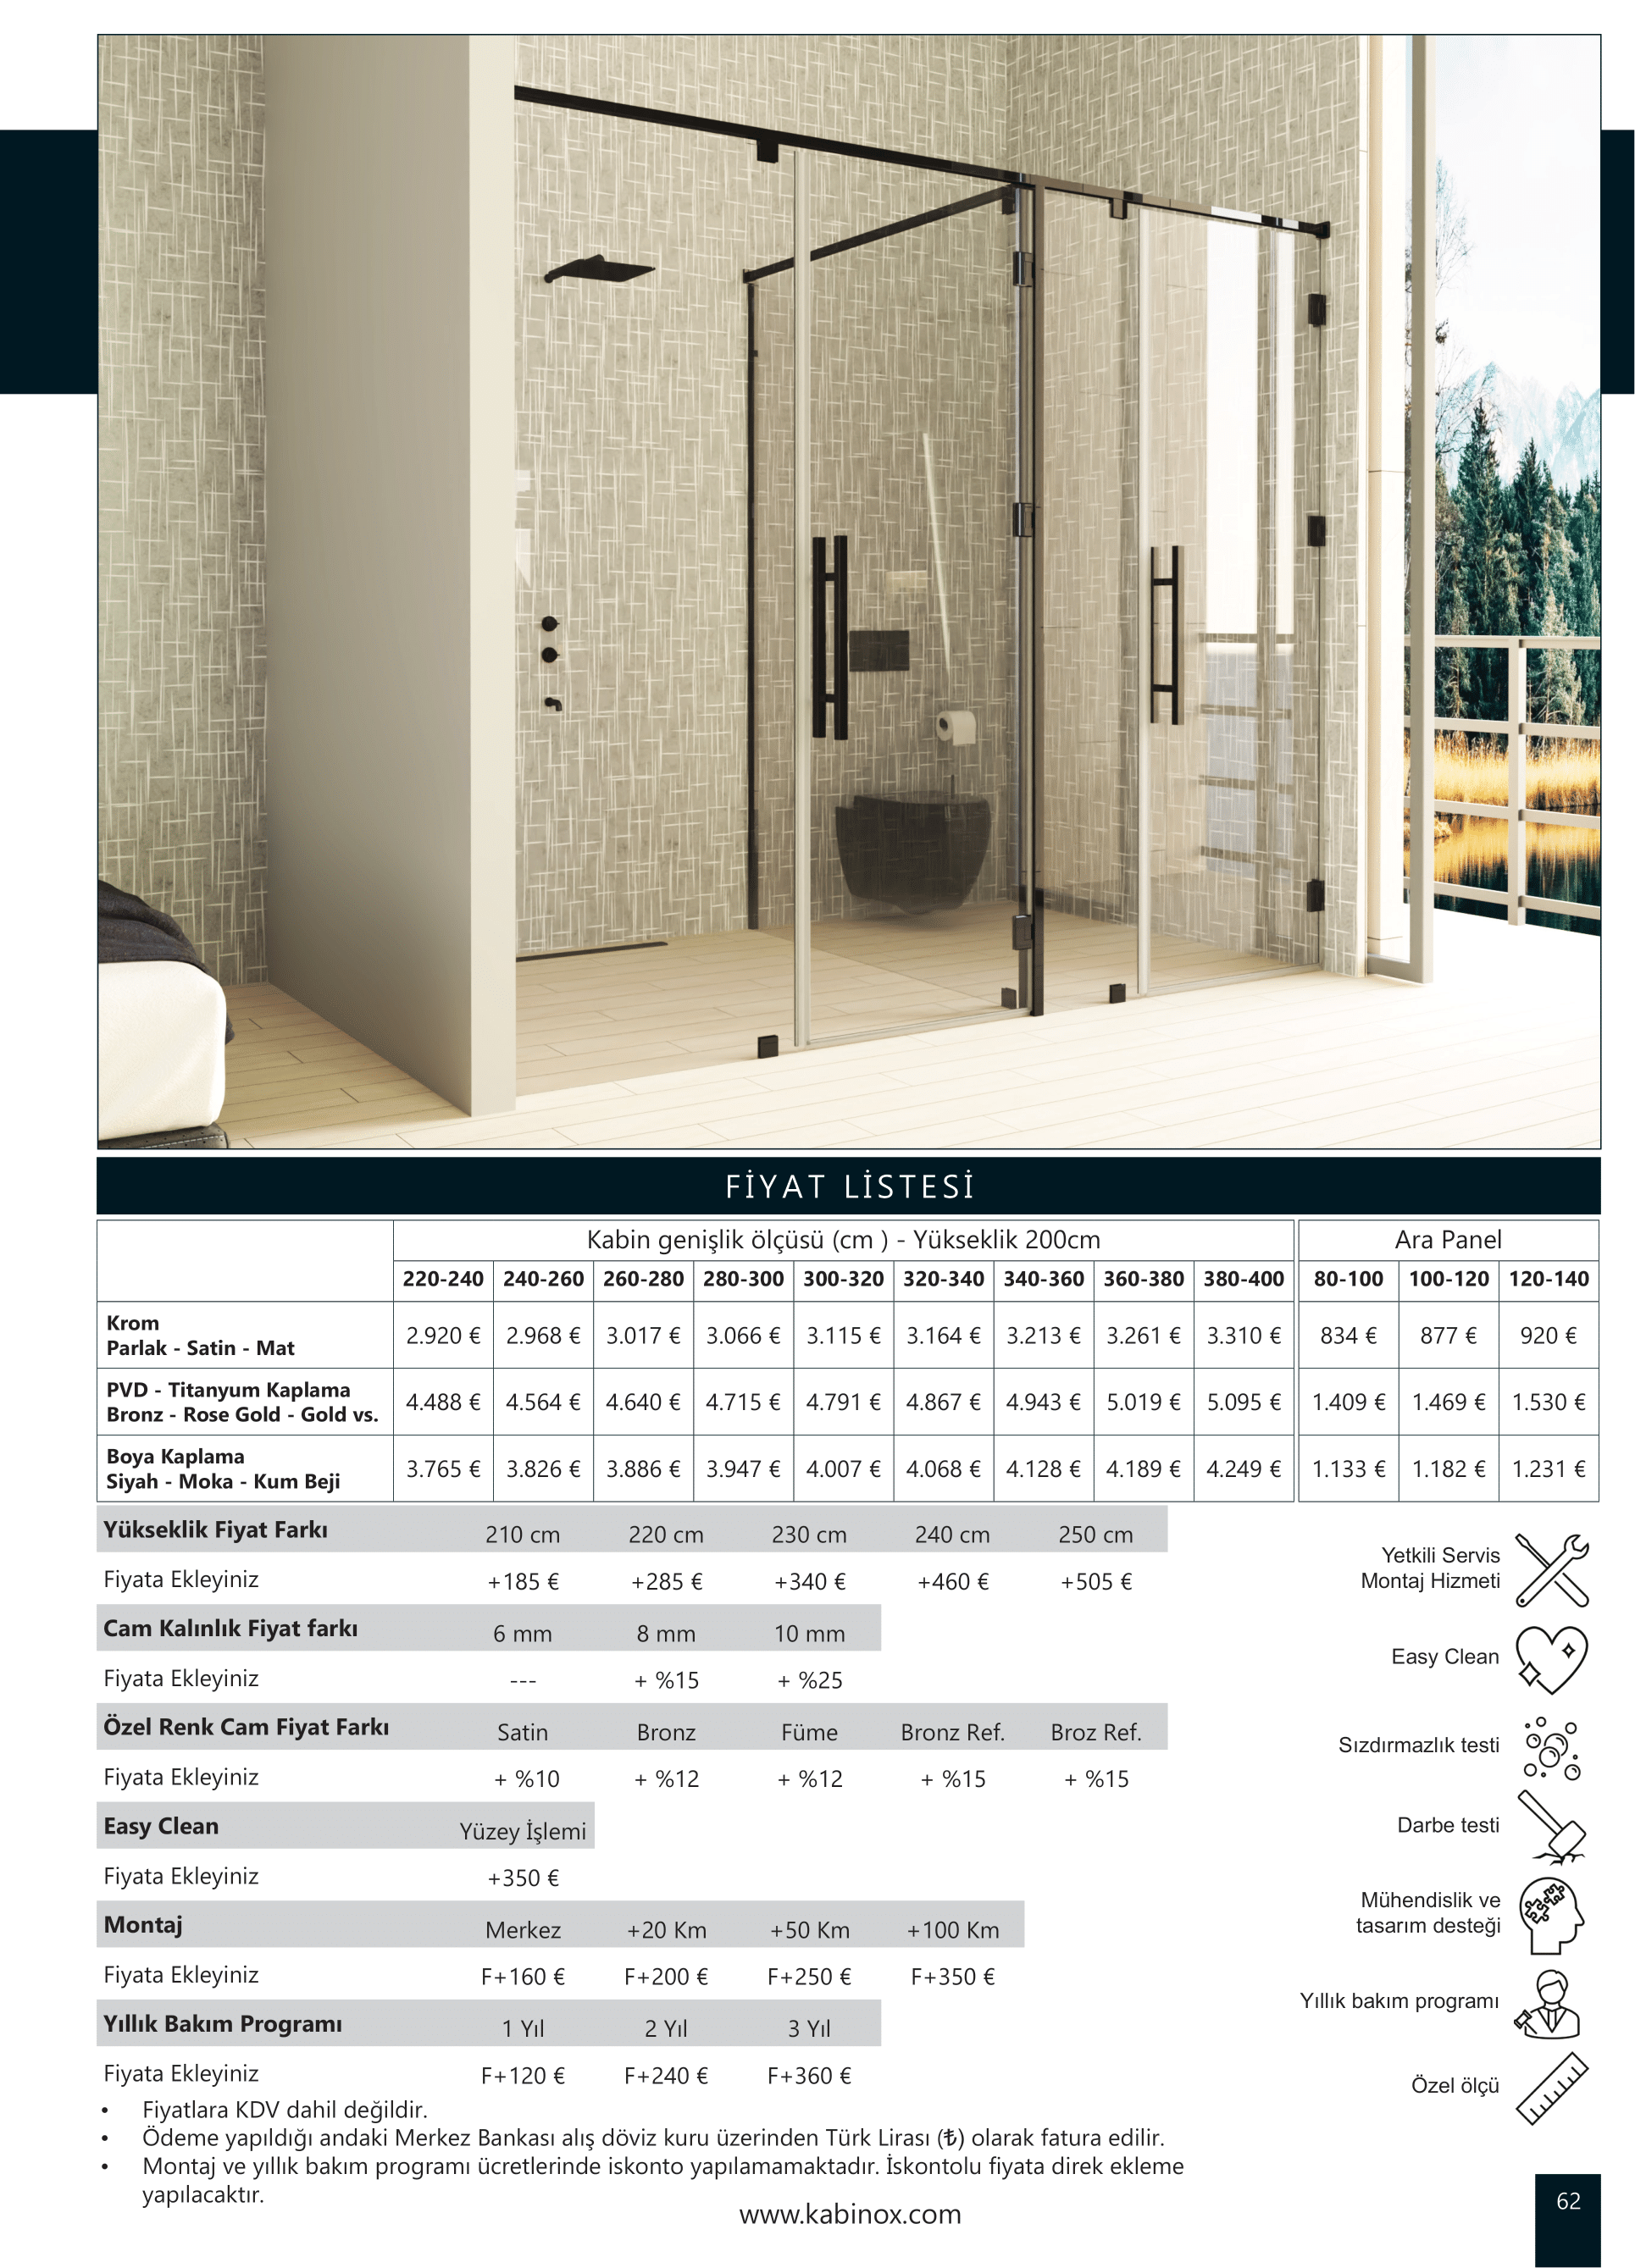 FİYAT LİSTESİ
Kabin genişlik ölçüsü (cm ) - Yükseklik 200cm Ara Panel
220-240 240-260 260-280 280-300 300-320 320-340 340-360 360-380 380-400 80-100 100-120 120-140
Krom
Parlak - Satin - Mat
2.920 € 2.968 € 3.017 € 3.066 € 3.115 € 3.164 € 3.213 € 3.261 € 3.310 € 834 € 877 € 920 €
PVD - Titanyum Kaplama
Bronz - Rose Gold - Gold vs.
4.488 € 4.564 € 4.640 € 4.715 € 4.791 € 4.867 € 4.943 € 5.019 € 5.095 € 1.409 € 1.469 € 1.530 €
Boya Kaplama
Siyah - Moka - Kum Beji
3.765 € 3.826 € 3.886 € 3.947 € 4.007 € 4.068 € 4.128 € 4.189 € 4.249 € 1.133 € 1.182 € 1.231 €
Yükseklik Fiyat Farkı 210 cm 220 cm 230 cm 240 cm 250 cm
Fiyata Ekleyiniz +185 € +285 € +340 € +460 € +505 €
Cam Kalınlık Fiyat farkı 6 mm 8 mm 10 mm
Fiyata Ekleyiniz --- + %15 + %25
Özel Renk Cam Fiyat Farkı Satin Bronz Füme Bronz Ref. Broz Ref.
Fiyata Ekleyiniz + %10 + %12 + %12 + %15 + %15
Easy Clean Yüzey İşlemi
Fiyata Ekleyiniz +350 €
Montaj Merkez +20 Km +50 Km +100 Km
Fiyata Ekleyiniz F+160 € F+200 € F+250 € F+350 €
Yıllık Bakım Programı 1 Yıl 2 Yıl 3 Yıl
Fiyata Ekleyiniz F+120 € F+240 € F+360 €
Yetkili Servis
Montaj Hizmeti
Easy Clean
Sızdırmazlık testi
Darbe testi
Mühendislik ve
tasarım desteği
Yıllık bakım programı
Özel ölçü
• Fiyatlara KDV dahil değildir.
• Ödeme yapıldığı andaki Merkez Bankası alış döviz kuru üzerinden Türk Lirası (₺) olarak fatura edilir.
• Montaj ve yıllık bakım programı ücretlerinde iskonto yapılamamaktadır. İskontolu fiyata direk ekleme
yapılacaktır.
www.kabinox.com
62